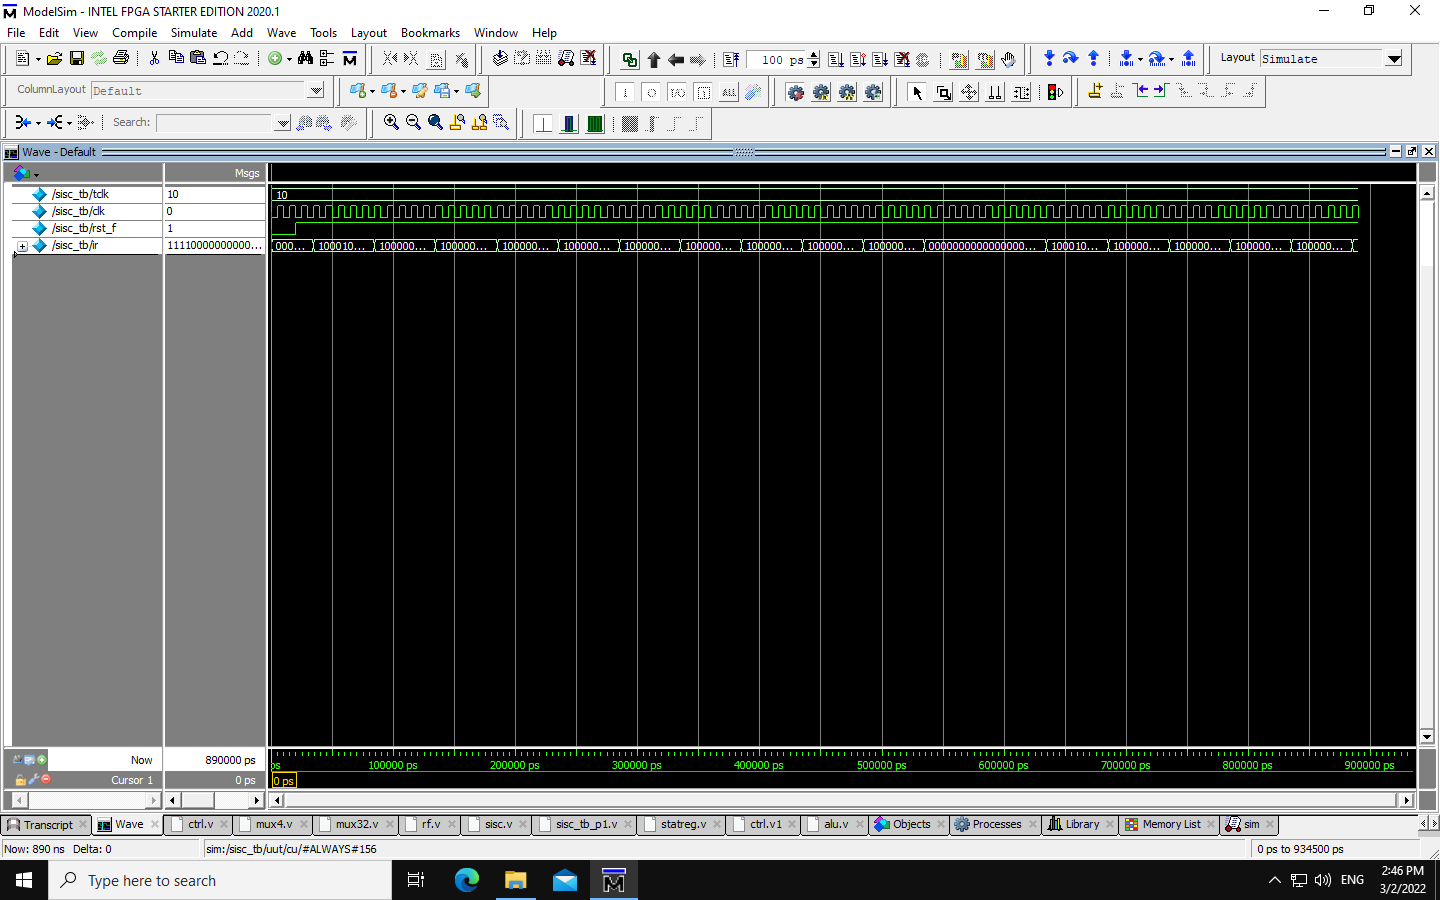 ModelSim - INTEL FPGA STARTER EDITION 2020.1
File Edit View Compile Simulate Add Wave Tools Layout Bookmarks Window Help
100 ps
Layout Simulate
ColumnLayout Default
ALL
Search:
Wave - Default
Msgs
/sisc_tb/tclk 10 10
/sisc_tb/clk 0
/sisc_tb/rst_f 1
/sisc_tb/ir 11110000000000... 000... 100010... 100000... 100000... 100000... 100000... 100000... 100000... 100000... 100000... 100000... 0000000000000000... 100010... 100000... 100000... 100000... 100000...
Now 890000 ps ps 100000 ps 200000 ps 300000 ps 400000 ps 500000 ps 600000 ps 700000 ps 800000 ps 900000 ps
Cursor 1 0 ps 0 ps
Transcript Wave ctrl.v mux4.v mux32.v rf.v sisc.v sisc_tb_p1.v statreg.v ctrl.v1 alu.v Objects Processes Library Memory List sim
Now: 890 ns Delta: 0 sim:/sisc_tb/uut/cu/#ALWAYS#156 0 ps to 934500 ps
Type here to search
ENG
2:46 PM
3/2/2022